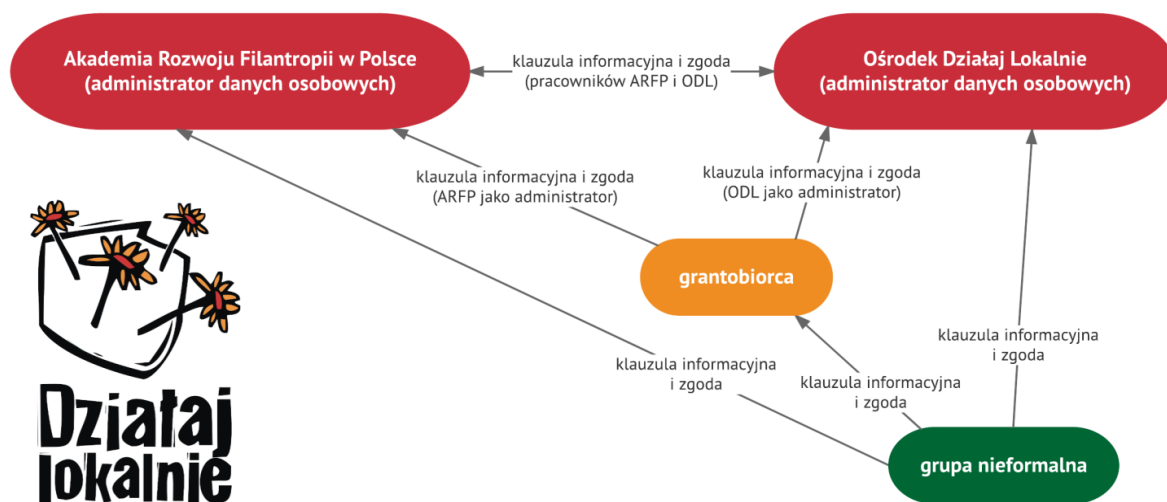 Akademia Rozwoju Filantropii w Polsce
(administrator danych osobowych)
klauzula informacyjna i zgoda
(pracowników ARFP i ODL)
Ośrodek Działaj Lokalnie
(administrator danych osobowych)
klauzula informacyjna i zgoda
(ARFP jako administrator)
klauzula informacyjna i zgoda
(ODL jako administrator)
grantobiorca
klauzula informacyjna
i zgoda
klauzula informacyjna
i zgoda
klauzula informacyjna
i zgoda
grupa nieformalna
Działaj
lokalnie